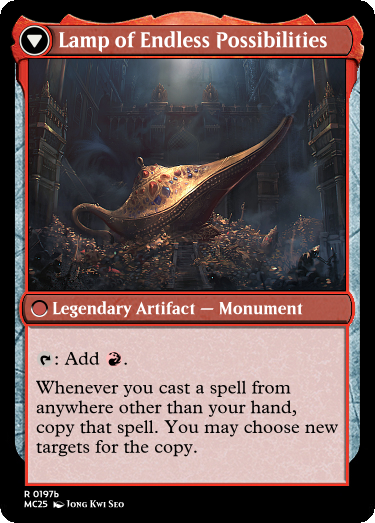 Lamp of Endless Possibilities
Legendary Artifact — Monument
: Add .
Whenever you cast a spell from
anywhere other than your hand,
copy that spell. You may choose new
targets for the copy.
R 0197b
MC25 Jong Kwi Seo